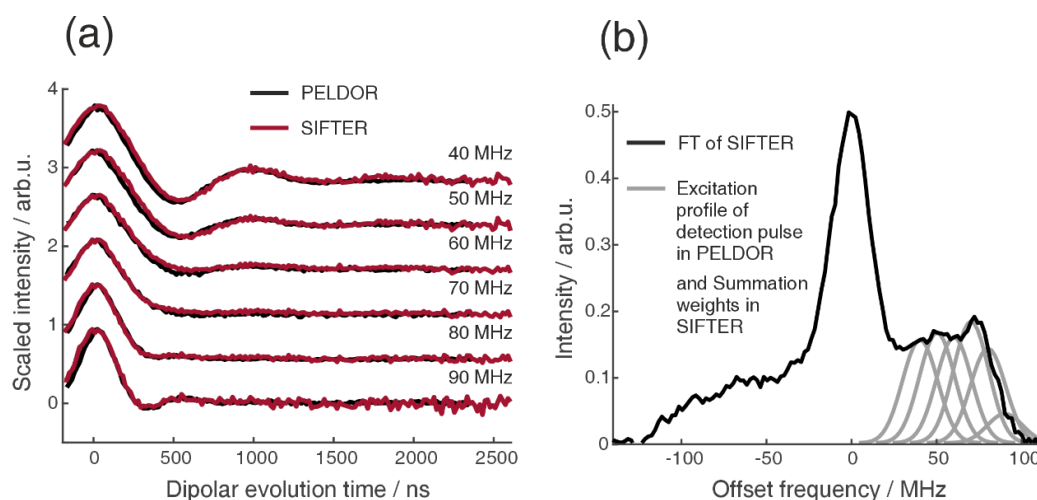 (a)
(b)
PELDOR
SIFTER
40 MHz
50 MHz
60 MHz
70 MHz
80 MHz
90 MHz
4
3
2
1
0
Scaled intensity / arb.u.
0 500 1000 1500 2000 2500
Dipolar evolution time / ns
FT of SIFTER
Excitation
profile of
detection pulse
in PELDOR
and Summation
weights in
SIFTER
0.5
0.4
0.3
0.2
0.1
0
Intensity / arb.u.
-100 -50 0 50 100
Offset frequency / MHz